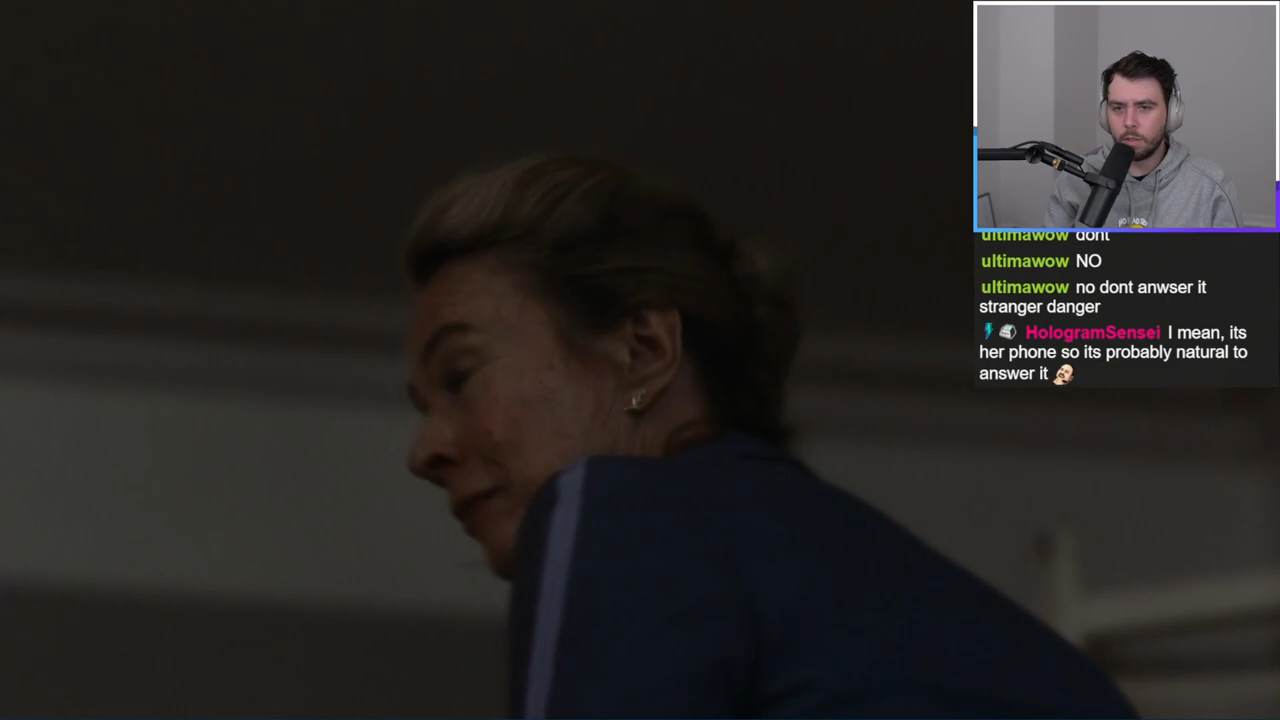 ultimawow dont
ultimawow NO
ultimawow no dont anwser it
stranger danger
HologramSensei I mean, its
her phone so its probably natural to
answer it